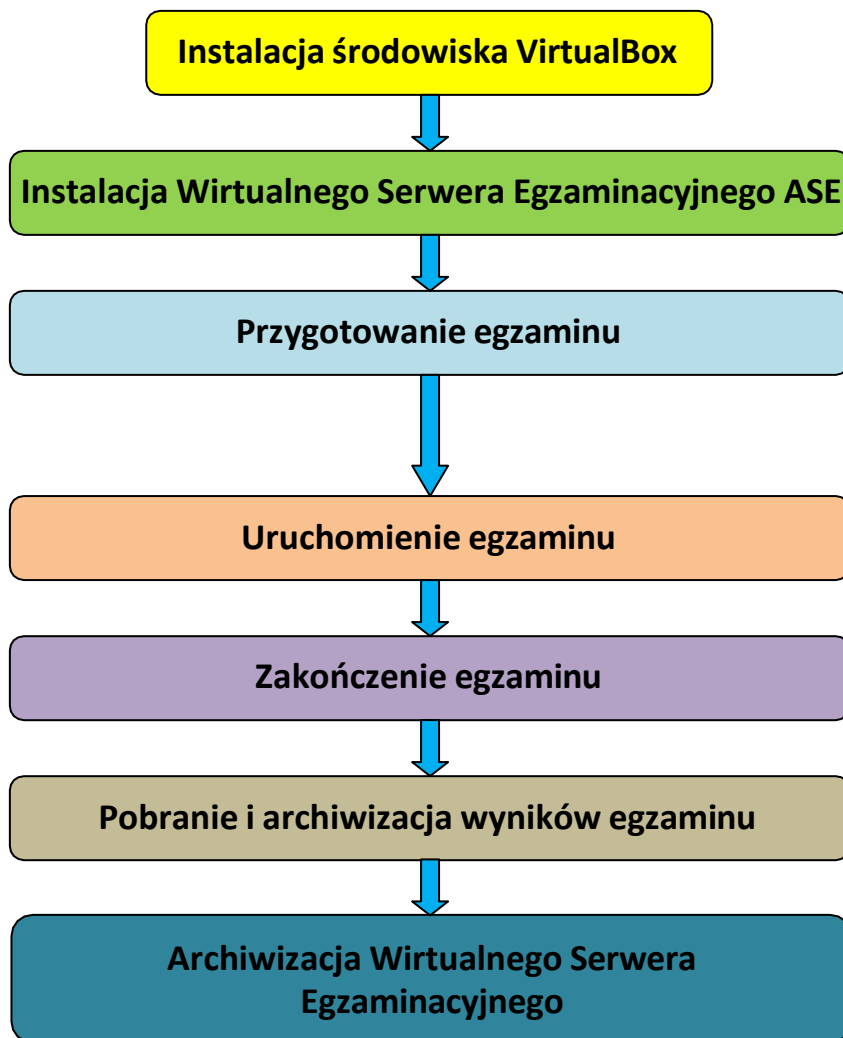 Instalacja środowiska VirtualBox
Instalacja Wirtualnego Serwera Egzaminacyjnego ASE
Przygotowanie egzaminu
Uruchomienie egzaminu
Zakończenie egzaminu
Pobranie i archiwizacja wyników egzaminu
Archiwizacja Wirtualnego Serwera
Egzaminacyjnego